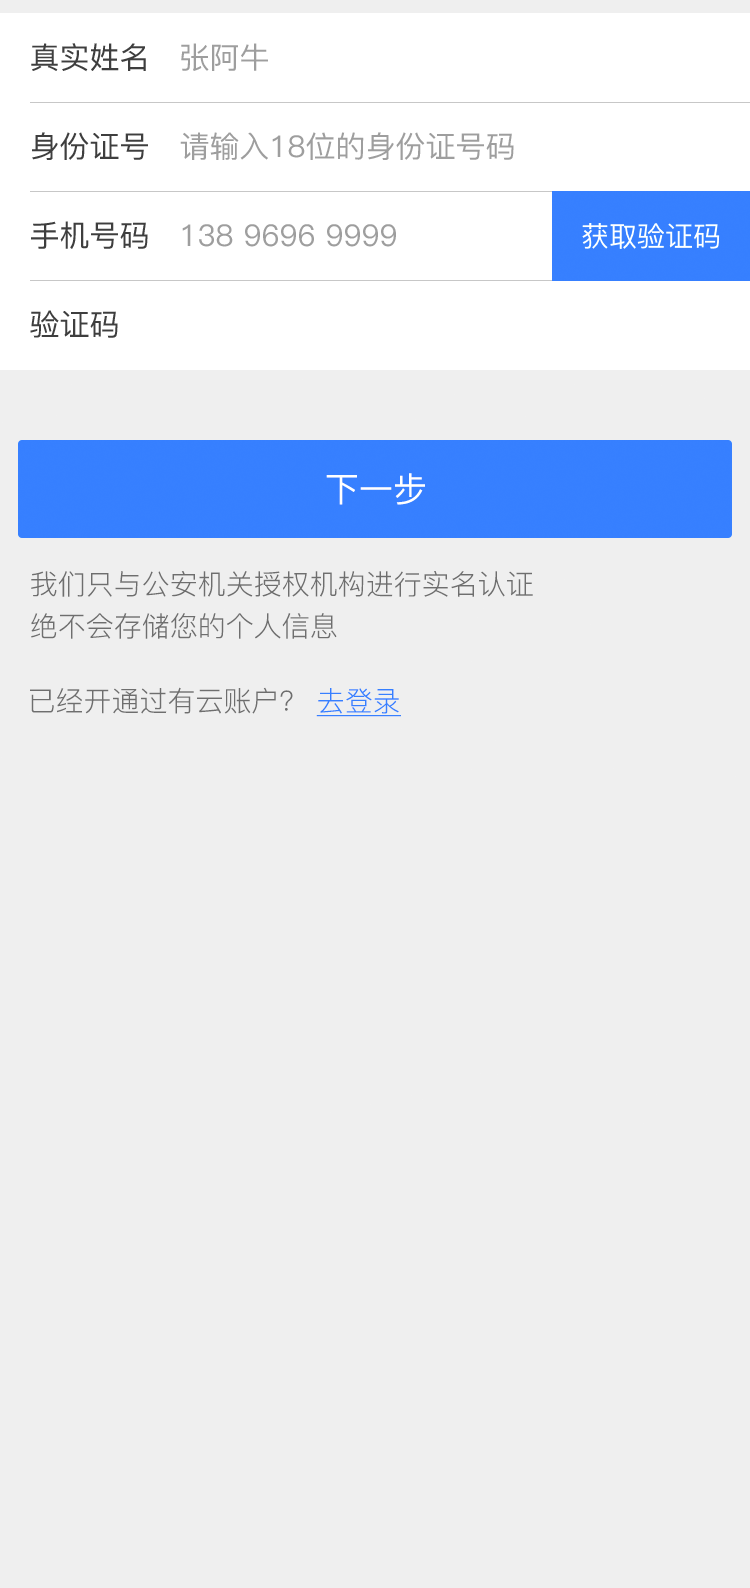 真实姓名 张阿牛
身份证号 请输入18位的身份证号码
手机号码 138 9696 9999 获取验证码
验证码
下一步
我们只与公安机关授权机构进行实名认证
绝不会存储您的个人信息
已经开通过有云账户？ 去登录